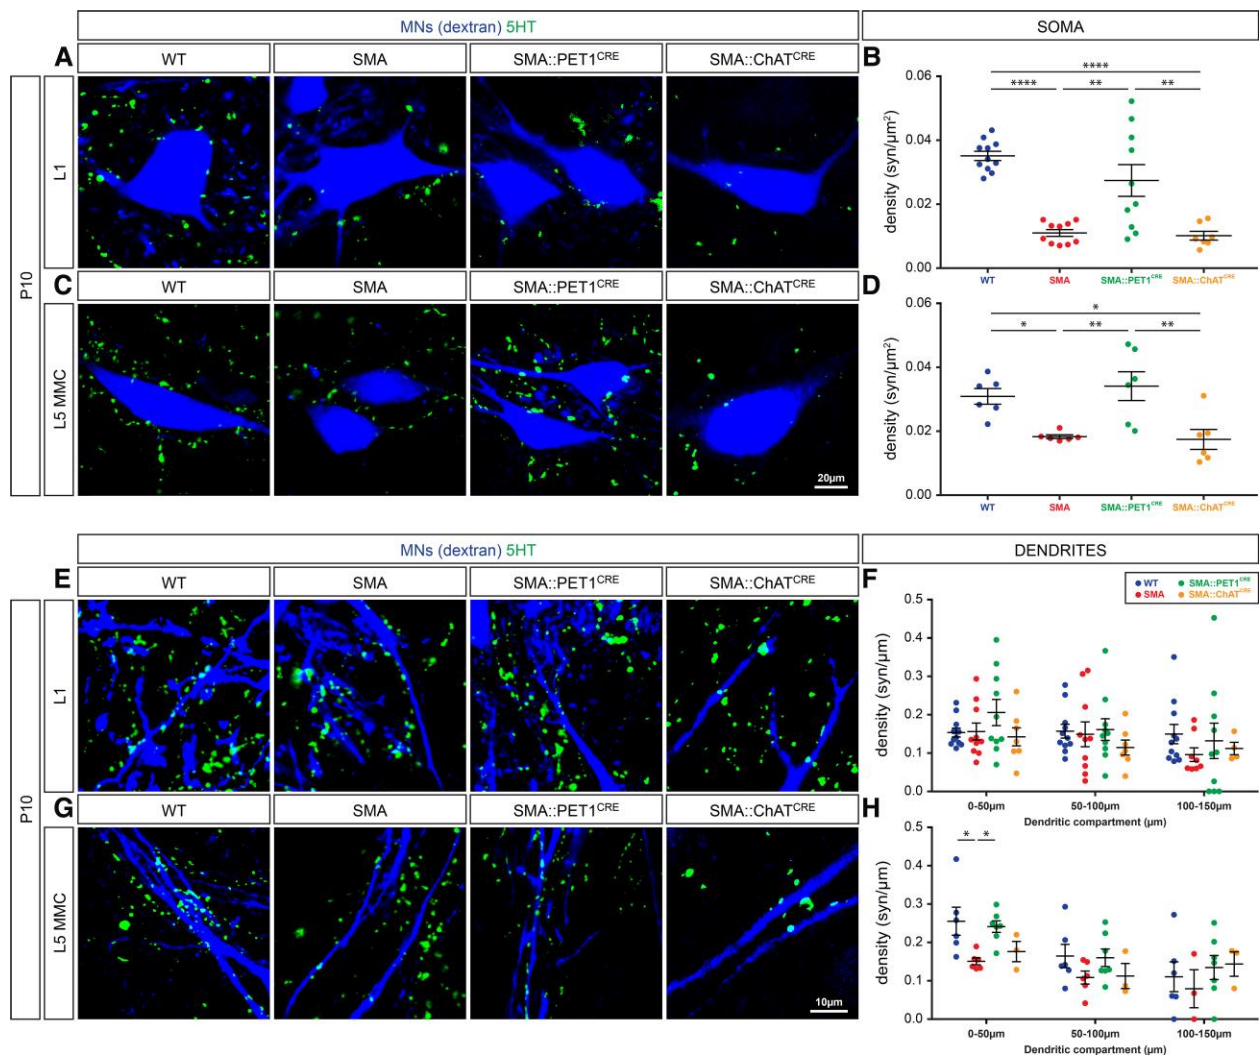 MNs (dextran) 5HT
SOMA
A
WT
SMA
SMA::PET1CRE
SMA::ChATCRE
B
P10
L1
density (syn/μm²)
0.06
0.04
0.02
0.00
****
**** ** **
WT
SMA
SMA::PET1CRE
SMA::ChATCRE
C
WT
SMA
SMA::PET1CRE
SMA::ChATCRE
D
L5 MMC
20μm
density (syn/μm²)
0.06
0.04
0.02
0.00
*
* ** **
WT
SMA
SMA::PET1CRE
SMA::ChATCRE
MNs (dextran) 5HT
DENDRITES
E
WT
SMA
SMA::PET1CRE
SMA::ChATCRE
F
WT
SMA::PET1CRE
SMA
SMA::ChATCRE
P10
L1
density (syn/μm)
0.5
0.4
0.3
0.2
0.1
0.0
0-50μm
50-100μm
100-150μm
Dendritic compartment (μm)
G
WT
SMA
SMA::PET1CRE
SMA::ChATCRE
H
L5 MMC
10μm
density (syn/μm)
0.5
0.4
0.3
0.2
0.1
0.0
* *
0-50μm
50-100μm
100-150μm
Dendritic compartment (μm)